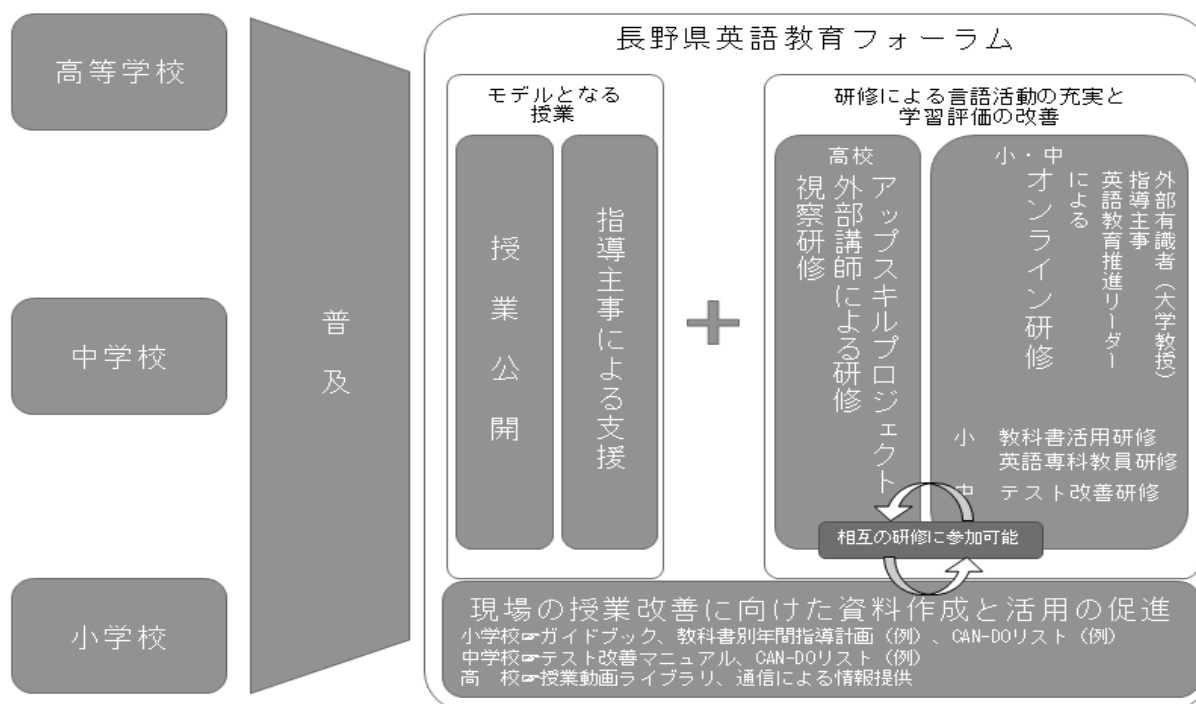 高等学校
中学校
小学校
普及
長野県英語教育フォーラム
モデルとなる
授業
授業公開
指導主事による支援
研修による言語活動の充実と
学習評価の改善
高校
アップスキルプロジェクト
外部講師による研修
視察研修
小・中
外部有識者(大学教授)
指導主事
英語教育推進リーダー
による
オンライン研修
小 教科書活用研修
英語専科教員研修
中 テスト改善研修
相互の研修に参加可能
現場の授業改善に向けた資料作成と活用の促進
小学校☞ガイドブック、教科書別年間指導計画(例)、CAN-DOリスト(例)
中学校☞テスト改善マニュアル、CAN-DOリスト(例)
高 校☞授業動画ライブラリ、通信による情報提供